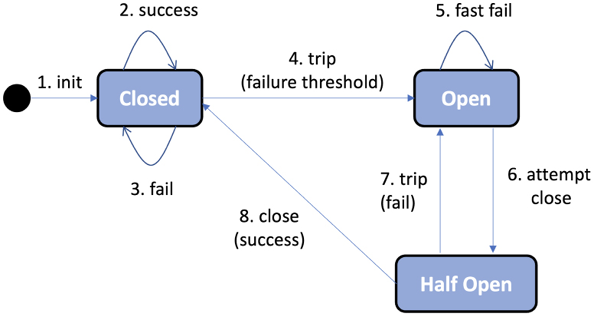 2. success
5. fast fail
1. init
4. trip
(failure threshold)
Closed
Open
3. fail
7. trip
(fail)
6. attempt
close
8. close
(success)
Half Open